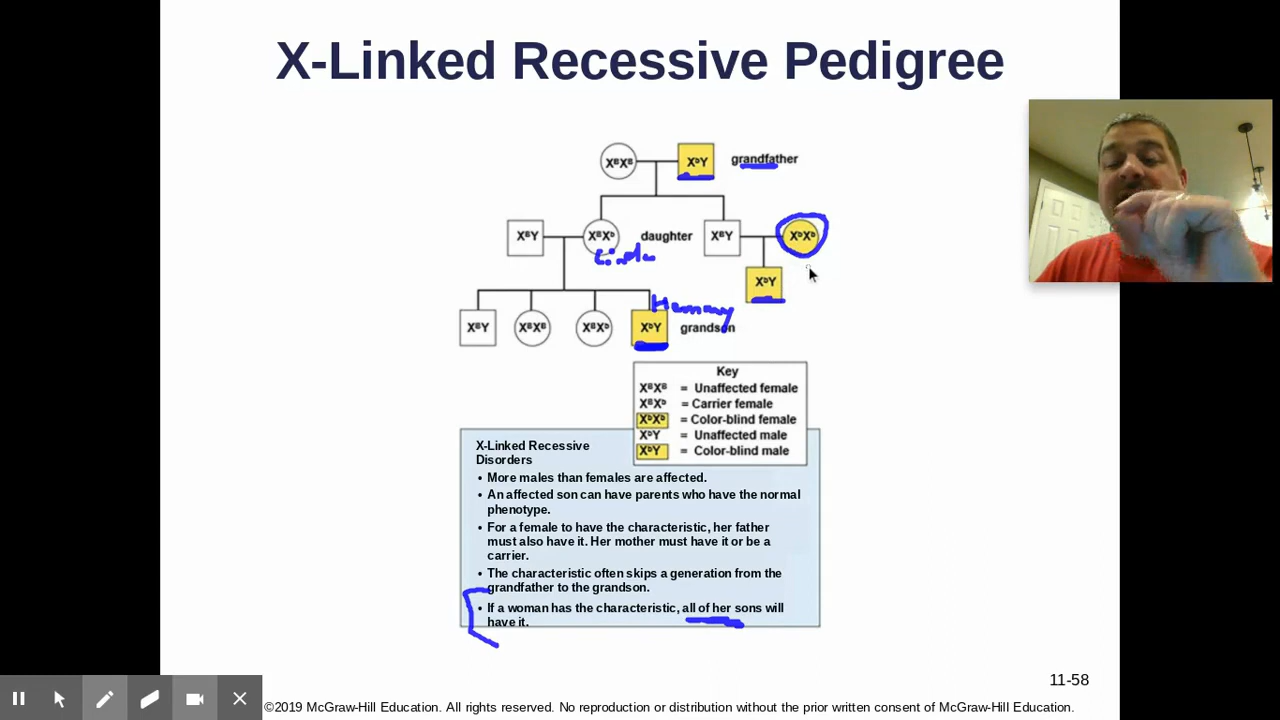 X-Linked Recessive Pedigree
XᴮXᴮ XᵇY grandfather
XᴮY XᴮXᵇ daughter XᴮY XᵇXᵇ
XᵇY
XᴮY XᴮXᴮ XᴮXᵇ XᵇY grandson
Key
XᴮXᴮ = Unaffected female
XᴮXᵇ = Carrier female
XᵇXᵇ = Color-blind female
XᵇY = Unaffected male
XᵇY = Color-blind male
X-Linked Recessive
Disorders
• More males than females are affected.
• An affected son can have parents who have the normal
phenotype.
• For a female to have the characteristic, her father
must also have it. Her mother must have it or be a
carrier.
• The characteristic often skips a generation from the
grandfather to the grandson.
• If a woman has the characteristic, all of her sons will
have it.
11-58
©2019 McGraw-Hill Education. All rights reserved. No reproduction or distribution without the prior written consent of McGraw-Hill Education.